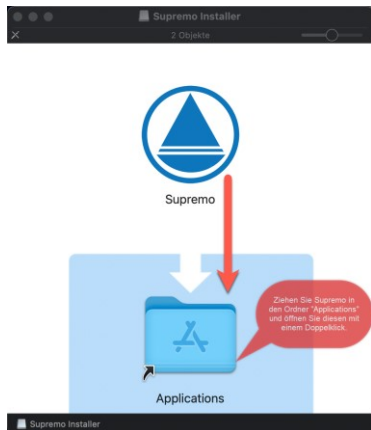 Supremo Installer
2 Objekte
Supremo
Ziehen Sie Supremo in
den Ordner "Applications"
und öffnen Sie diesen mit
einem Doppelklick.
Applications
Supremo Installer